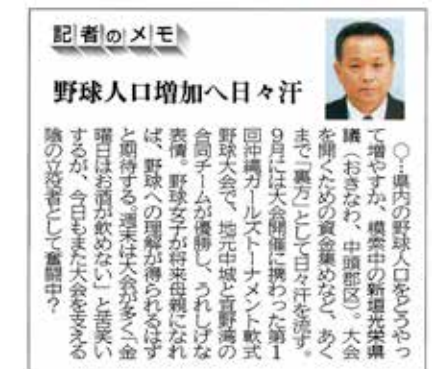 記者のメモ
野球人口増加へ日々汗
○…県内の野球人口をどうやっ
て増やすか、模索中の新垣光栄県
議（おきなわ、中頭郡区）。大会
を開くための資金集めなど、あく
まで「裏方」として日々汗を流す。
9月には大会開催に携わった第1
回沖縄ガールズトーナメント軟式
野球大会で、地元中城と宜野湾の
合同チームが優勝し、うれしげな
表情。野球女子が将来母親になれ
ば、野球への理解が得られるはず
と期待する。週末は大会が多く「金
曜日はお酒が飲めない」と苦笑い
するが、今日もまた大会を支える
陰の立役者として奮闘中？